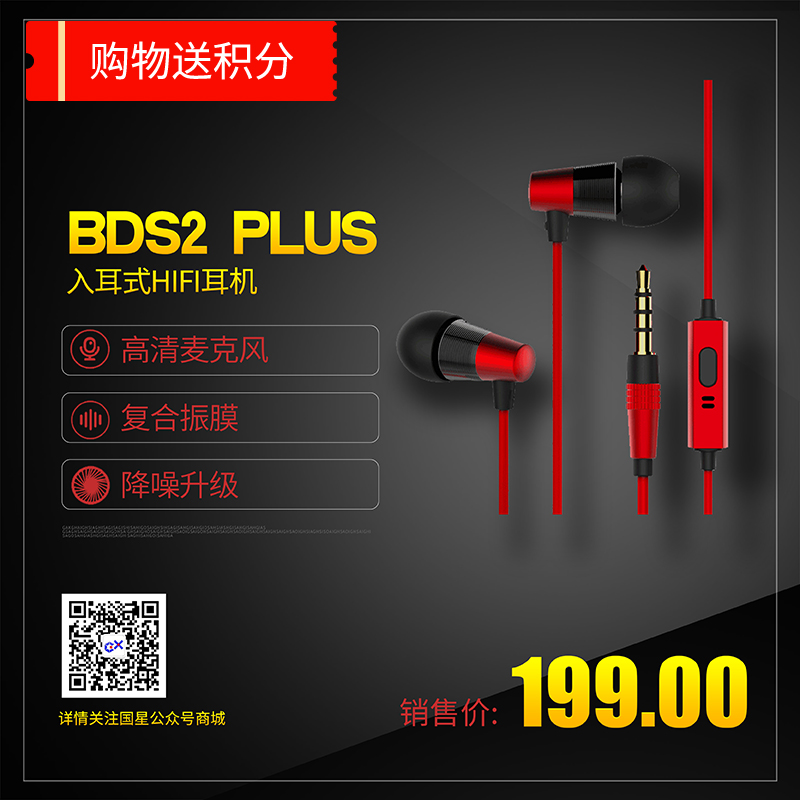 购物送积分
BDS2 PLUS
入耳式HIFI耳机
高清麦克风
复合振膜
降噪升级
详情关注国星公众号商城
销售价: 199.00